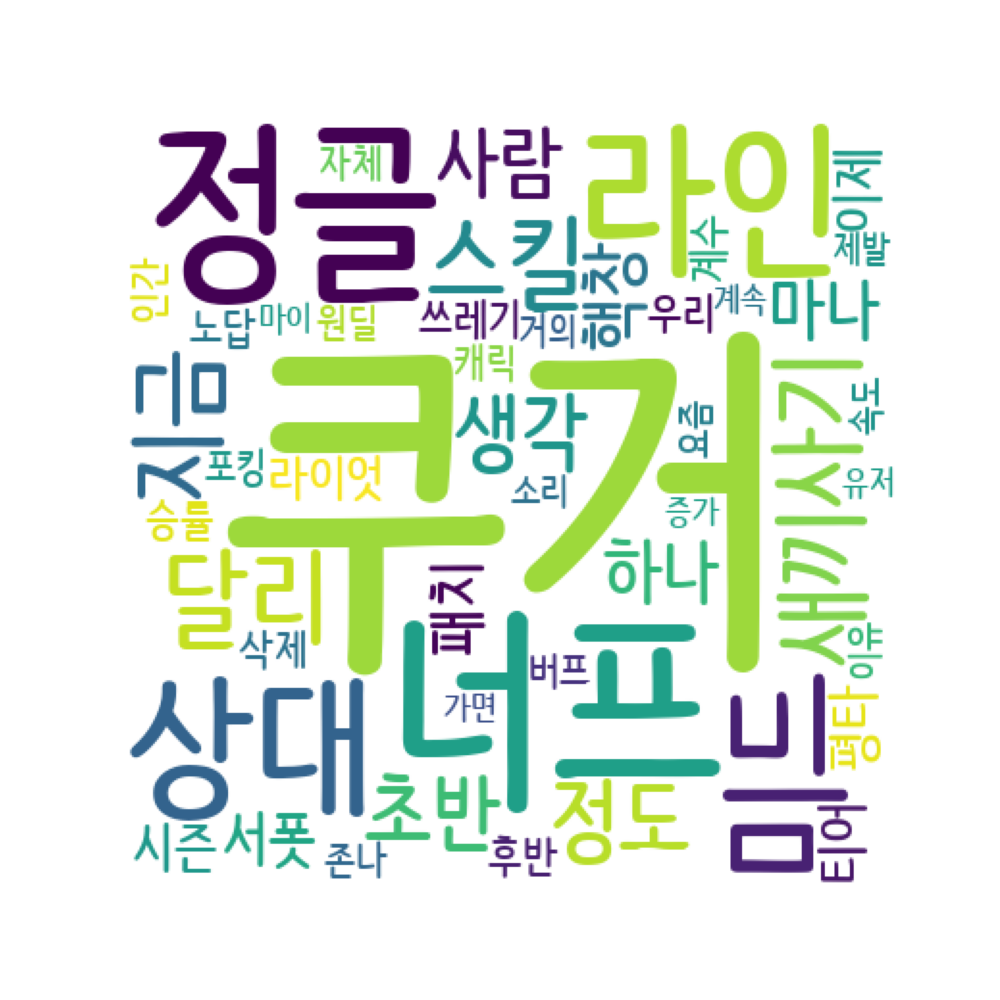 정글
자체
사람
라인
이제
스킬
핵창
계수
제발
인간
노답
마이
원딜
쓰레기
거의
우리
계속
마나
지금
쿠거
캐릭
생각
요즘
사기
속도
포킹
라이엇
소리
유저
승률
증가
새끼
달리
패치
하나
삭제
너프
버프
이유
상대
가면
미드
평타
시즌
서폿
초반
존나
후반
정도
티어